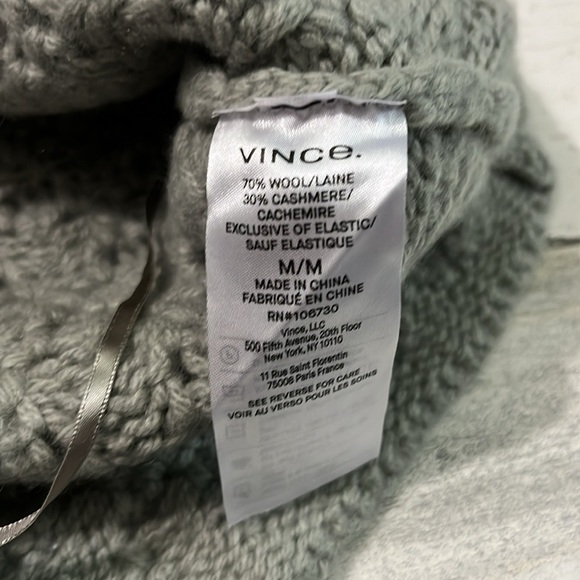 VINCE.
70% WOOL/LAINE
30% CASHMERE/
CACHEMIRE
EXCLUSIVE OF ELASTIC/
SAUF ELASTIQUE
M/M
MADE IN CHINA
FABRIQUÉ EN CHINE
RN#106730
Vince, LLC
500 Fifth Avenue, 20th Floor
New York, NY 10110
11 Rue Saint Florentin
75008 Paris France
SEE REVERSE FOR CARE
VOIR AU VERSO POUR LES SOINS